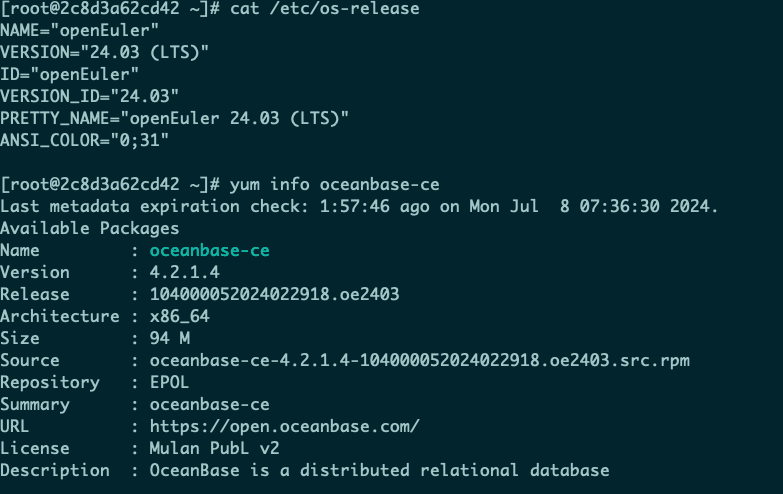 [root@2c8d3a62cd42 ~]# cat /etc/os-release
NAME="openEuler"
VERSION="24.03 (LTS)"
ID="openEuler"
VERSION_ID="24.03"
PRETTY_NAME="openEuler 24.03 (LTS)"
ANSI_COLOR="0;31"
[root@2c8d3a62cd42 ~]# yum info oceanbase-ce
Last metadata expiration check: 1:57:46 ago on Mon Jul  8 07:36:30 2024.
Available Packages
Name         : oceanbase-ce
Version      : 4.2.1.4
Release      : 104000052024022918.oe2403
Architecture : x86_64
Size         : 94 M
Source       : oceanbase-ce-4.2.1.4-104000052024022918.oe2403.src.rpm
Repository   : EPOL
Summary      : oceanbase-ce
URL          : https://open.oceanbase.com/
License      : Mulan PubL v2
Description  : OceanBase is a distributed relational database